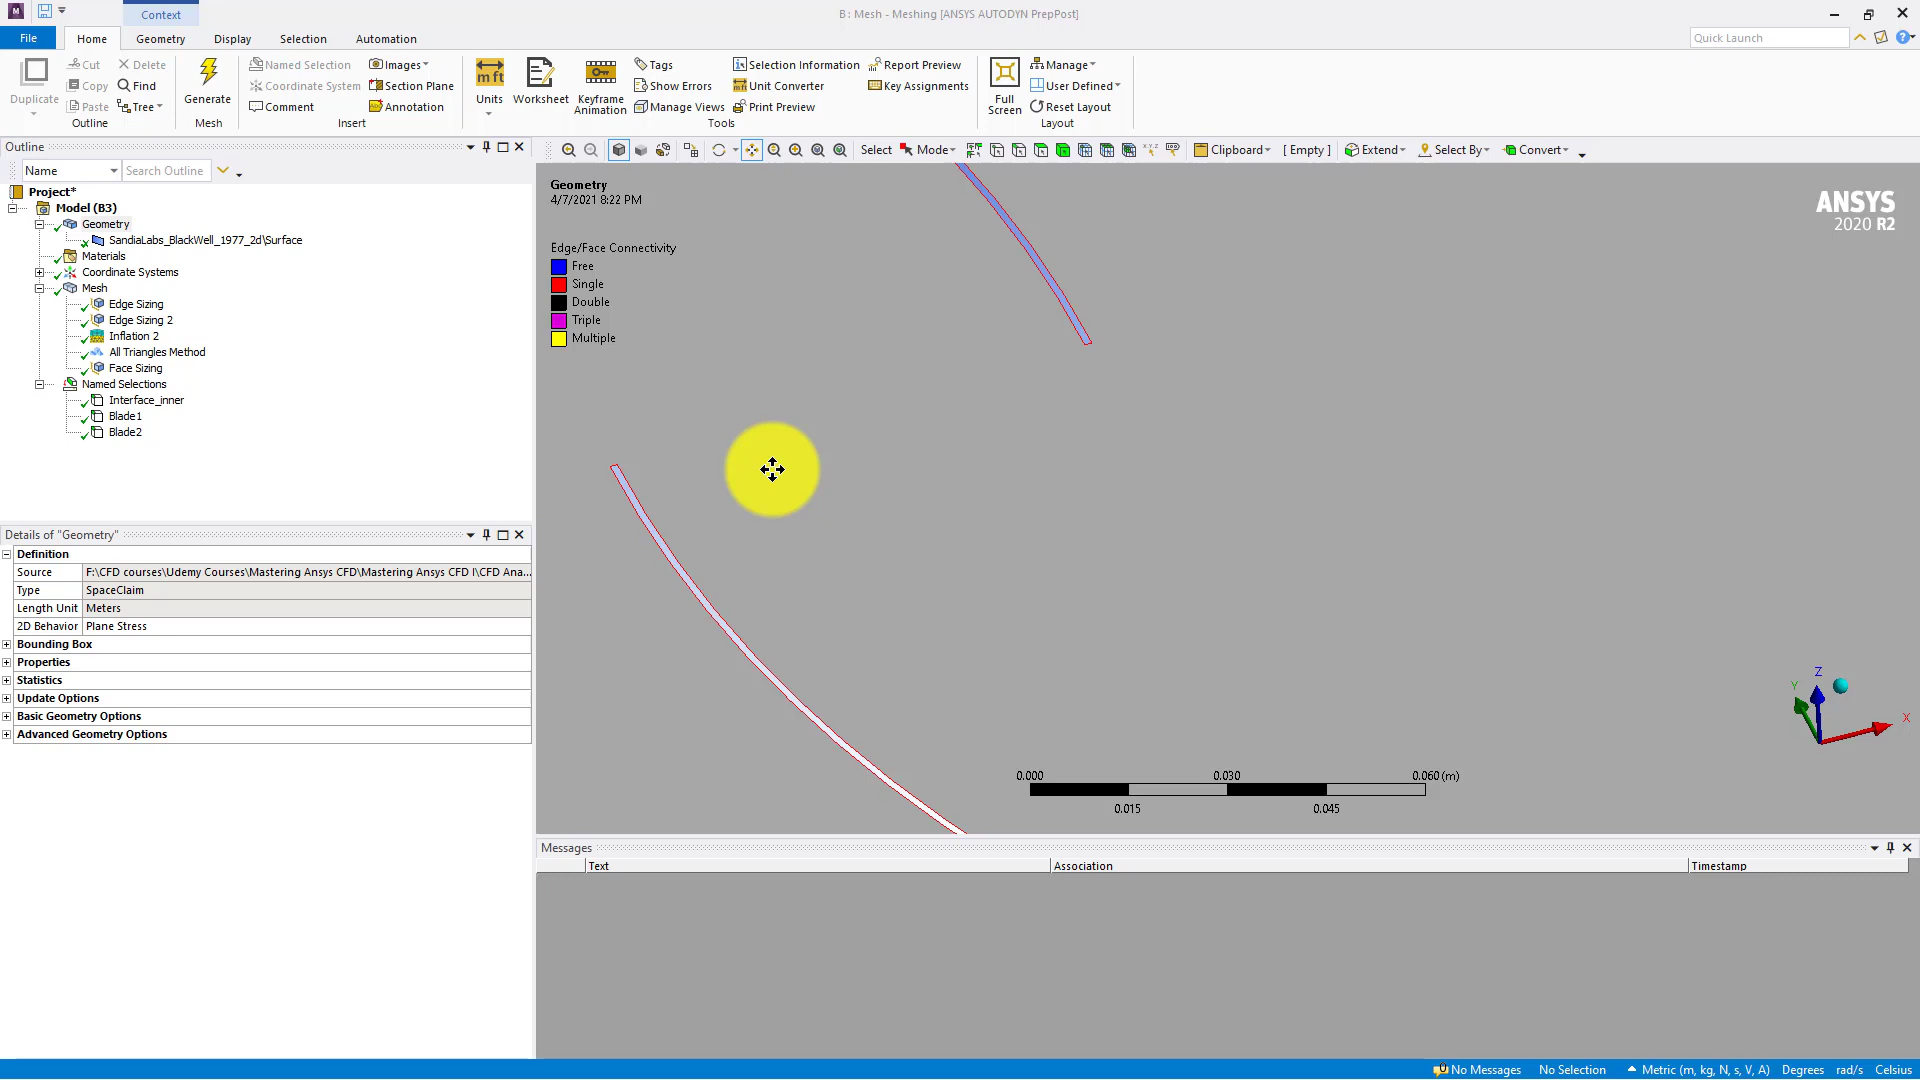 Context
B : Mesh - Meshing [ANSYS AUTODYN PrepPost]
File Home Geometry Display Selection Automation
Quick Launch
Duplicate Cut Copy Paste Delete Find Tree
Outline
Generate
Mesh
Named Selection Images
Coordinate System Section Plane
Comment Annotation
Insert
Units Worksheet Keyframe Animation
Tags Selection Information Report Preview
Show Errors Unit Converter Key Assignments
Manage Views Print Preview
Tools
Full Screen
Manage
User Defined
Reset Layout
Layout
Outline
Name Search Outline
Project*
Model (B3)
Geometry
SandiaLabs_BlackWell_1977_2d\Surface
Materials
Coordinate Systems
Mesh
Edge Sizing
Edge Sizing 2
Inflation 2
All Triangles Method
Face Sizing
Named Selections
Interface_inner
Blade1
Blade2
Select Mode Clipboard [ Empty ] Extend Select By Convert
Geometry
4/7/2021 8:22 PM
Edge/Face Connectivity
Free
Single
Double
Triple
Multiple
ANSYS
2020 R2
Z
Y
X
0.000 0.030 0.060 (m)
0.015 0.045
Details of "Geometry"
Definition
Source F:\CFD courses\Udemy Courses\Mastering Ansys CFD\Mastering Ansys CFD I\CFD Ana...
Type SpaceClaim
Length Unit Meters
2D Behavior Plane Stress
Bounding Box
Properties
Statistics
Update Options
Basic Geometry Options
Advanced Geometry Options
Messages
Text Association Timestamp
No Messages No Selection Metric (m, kg, N, s, V, A) Degrees rad/s Celsius